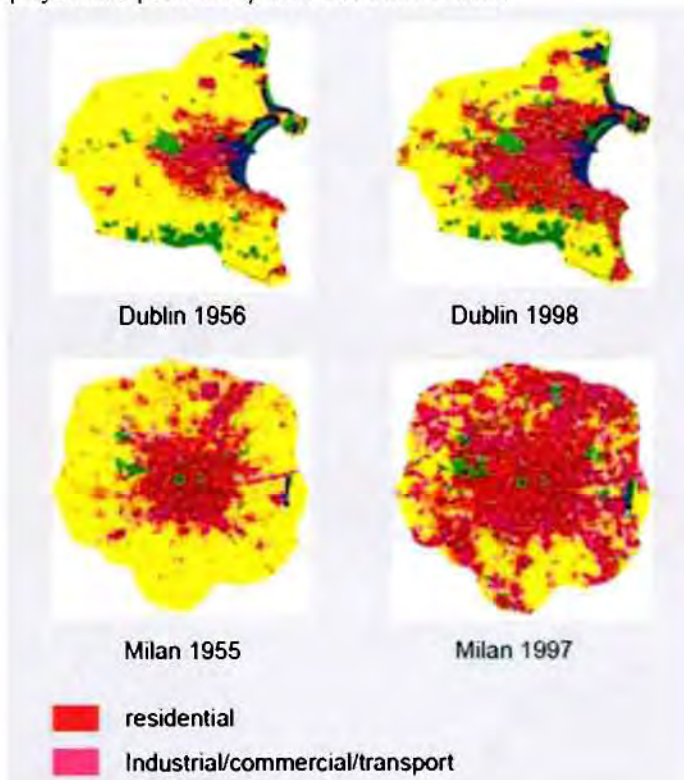 Dublin 1956
Dublin 1998
Milan 1955
Milan 1997
residential
Industrial/commercial/transport